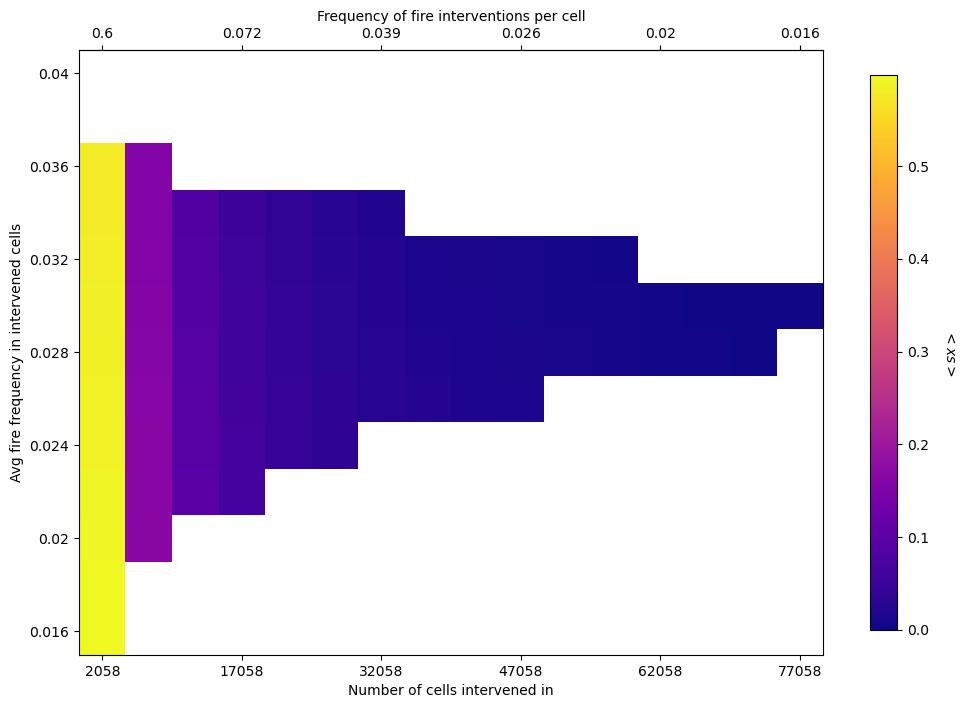 Frequency of fire interventions per cell
0.6 0.072 0.039 0.026 0.02 0.016
0.04
0.036
0.032
0.028
0.024
0.02
0.016
Avg fire frequency in intervened cells
2058 17058 32058 47058 62058 77058
Number of cells intervened in
0.5
0.4
0.3
0.2
0.1
0.0
< sx >